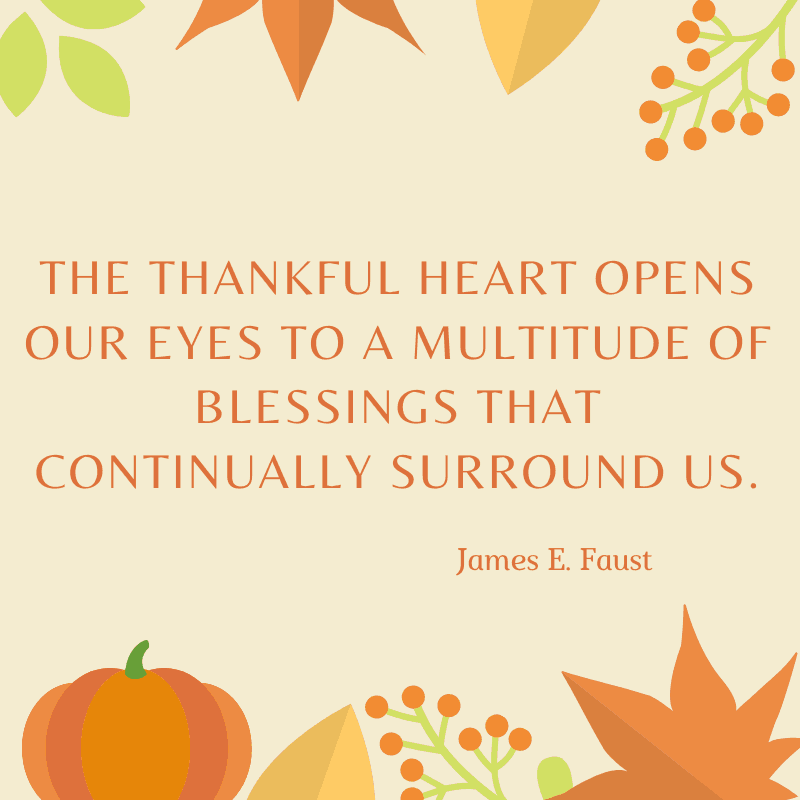 THE THANKFUL HEART OPENS
OUR EYES TO A MULTITUDE OF
BLESSINGS THAT
CONTINUALLY SURROUND US.
James E. Faust